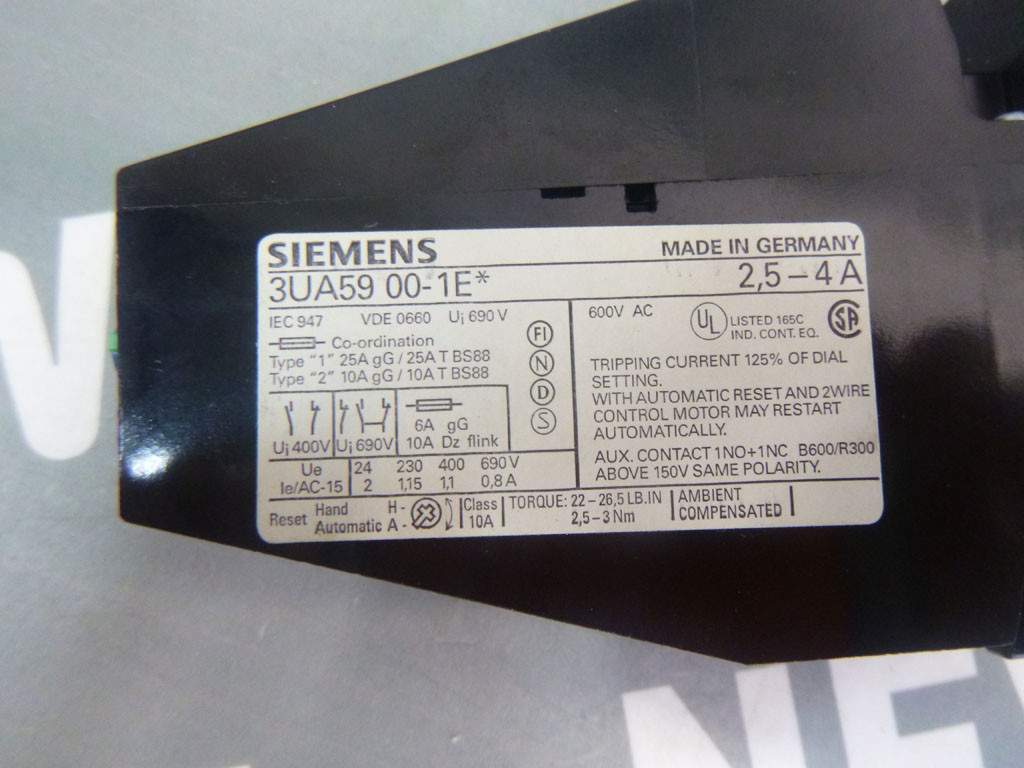 SIEMENS MADE IN GERMANY
3UA59 00-1E* 2,5–4 A
IEC 947 VDE 0660 Ui 690 V
Co-ordination
Type "1" 25A gG / 25A T BS88
Type "2" 10A gG / 10A T BS88
FI
N
D
S
6A gG
10A Dz flink
Ui 400V Ui 690V
Ue 24 230 400 690 V
Ie/AC-15 2 1,15 1,1 0,8 A
600V AC UL LISTED 165C
IND. CONT. EQ. SA
TRIPPING CURRENT 125% OF DIAL
SETTING.
WITH AUTOMATIC RESET AND 2WIRE
CONTROL MOTOR MAY RESTART
AUTOMATICALLY.
AUX. CONTACT 1NO+1NC B600/R300
ABOVE 150V SAME POLARITY.
Reset Hand H -
Automatic A -
Class
10A
TORQUE: 22–26,5 LB.IN
2,5–3 Nm
AMBIENT
COMPENSATED